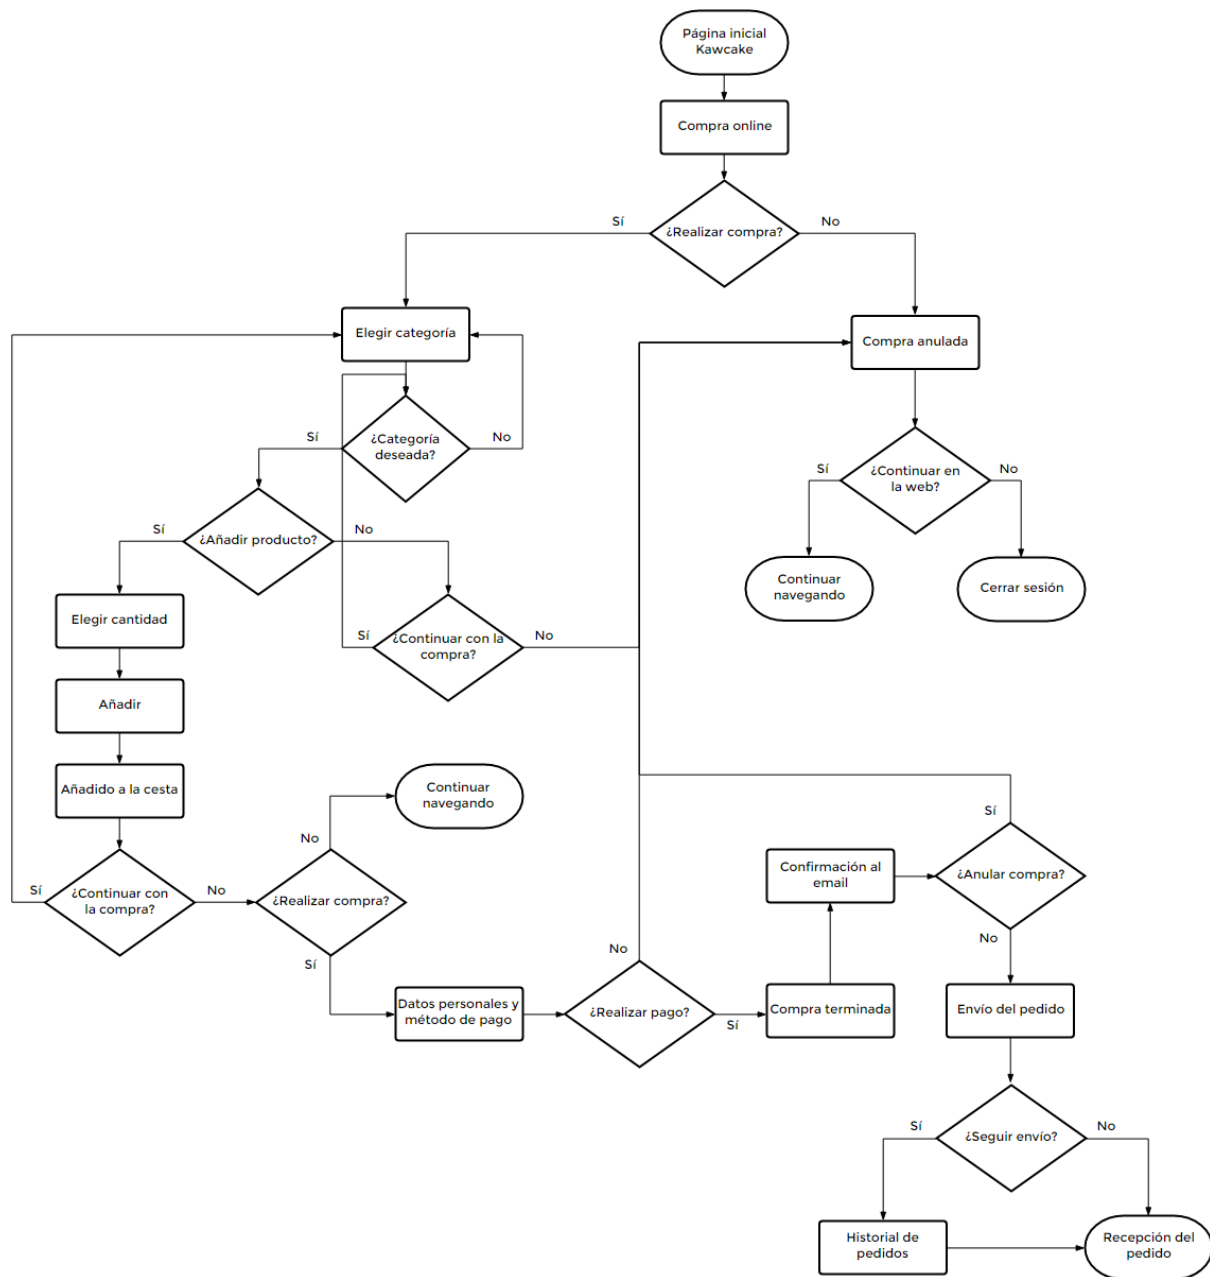 Página inicial
Kawcake
Compra online
¿Realizar compra?
Sí
No
Elegir categoría
Compra anulada
¿Categoría
deseada?
Sí
No
¿Continuar en
la web?
Sí
No
¿Añadir producto?
Sí
No
Continuar
navegando
Cerrar sesión
Elegir cantidad
¿Continuar con la
compra?
Sí
No
Añadir
Añadido a la cesta
Continuar
navegando
¿Continuar con
la compra?
Sí
No
¿Realizar compra?
No
Sí
Confirmación al
email
¿Anular compra?
Sí
No
Datos personales y
método de pago
¿Realizar pago?
No
Sí
Compra terminada
Envío del pedido
¿Seguir envío?
Sí
No
Historial de
pedidos
Recepción del
pedido